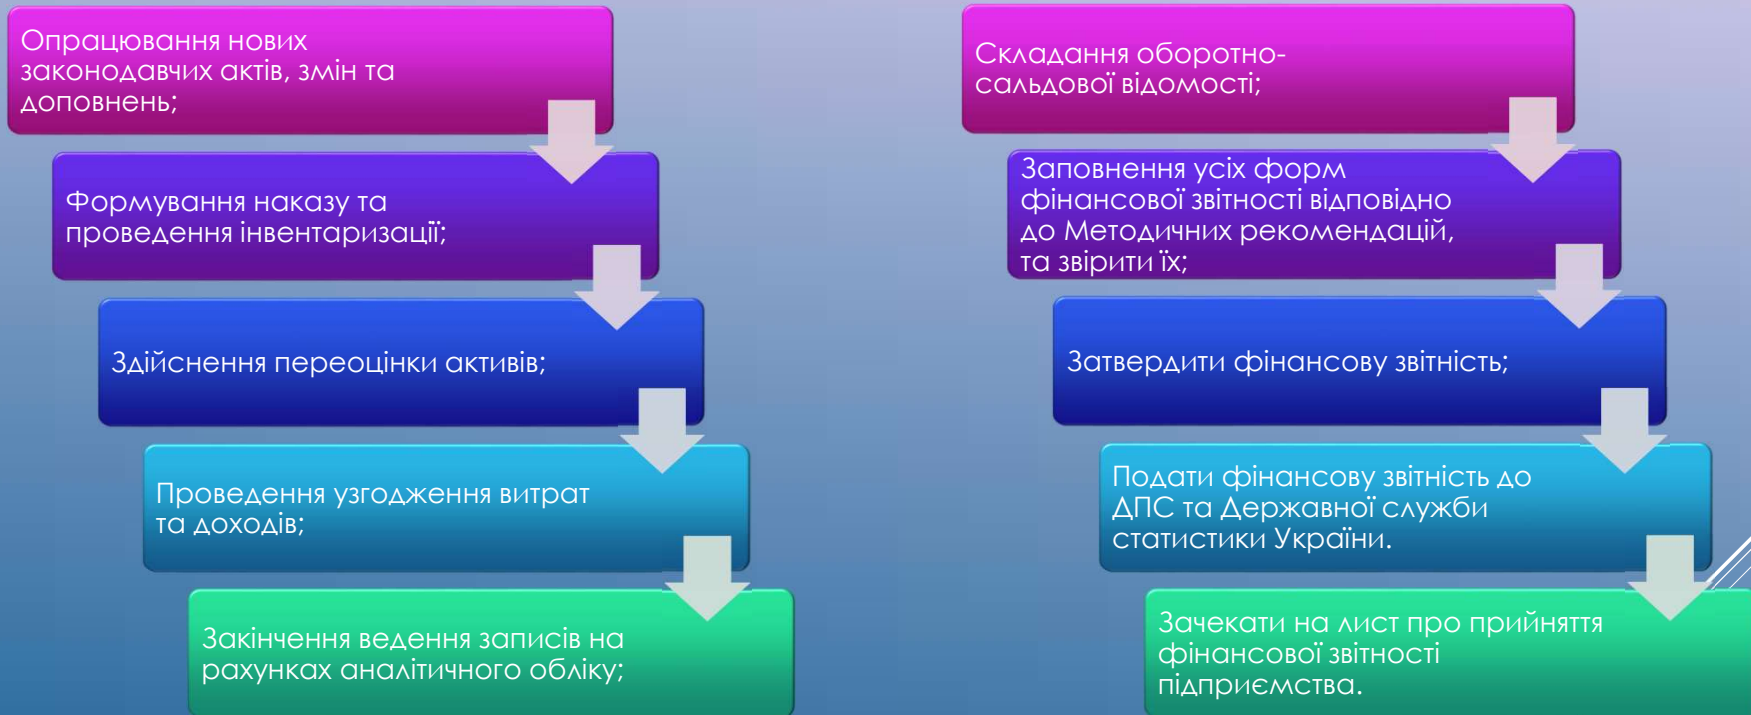 Опрацювання нових
законодавчих актів, змін та
доповнень;
Формування наказу та
проведення інвентаризації;
Здійснення переоцінки активів;
Проведення узгодження витрат
та доходів;
Закінчення ведення записів на
рахунках аналітичного обліку;
Складання оборотно-
сальдової відомості;
Заповнення усіх форм
фінансової звітності відповідно
до Методичних рекомендацій,
та звірити їх;
Затвердити фінансову звітність;
Подати фінансову звітність до
ДПС та Державної служби
статистики України.
Зачекати на лист про прийняття
фінансової звітності
підприємства.